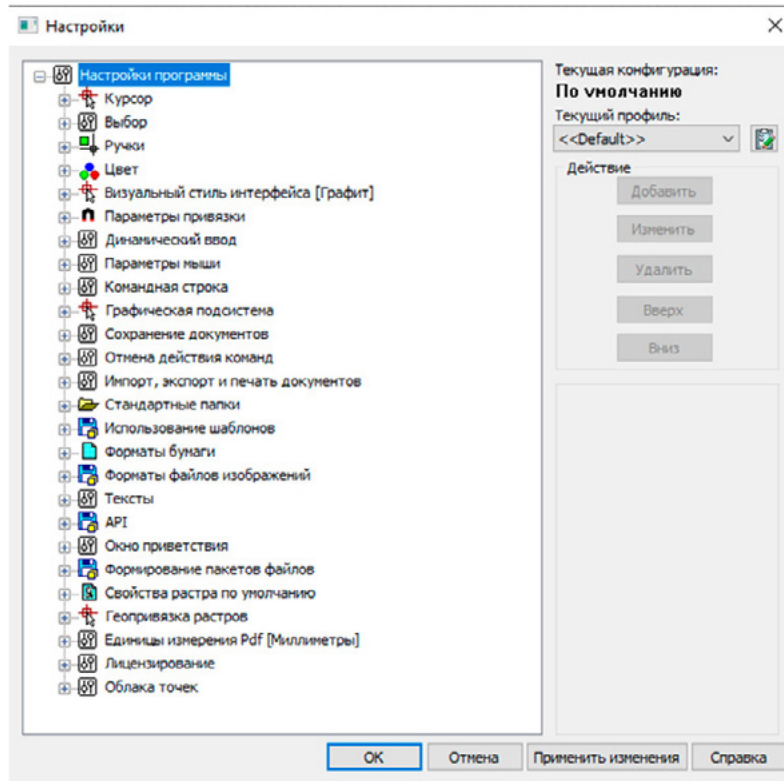 Настройки
Настройки программы
Курсор
Выбор
Ручки
Цвет
Визуальный стиль интерфейса [Графит]
Параметры привязки
Динамический ввод
Параметры мыши
Командная строка
Графическая подсистема
Сохранение документов
Отмена действия команд
Импорт, экспорт и печать документов
Стандартные папки
Использование шаблонов
Форматы бумаги
Форматы файлов изображений
Тексты
API
Окно приветствия
Формирование пакетов файлов
Свойства растра по умолчанию
Геопривязка растров
Единицы измерения Pdf [Миллиметры]
Лицензирование
Облака точек
Текущая конфигурация:
По умолчанию
Текущий профиль:
<<Default>>
Действие
Добавить
Изменить
Удалить
Вверх
Вниз
ОК Отмена Применить изменения Справка